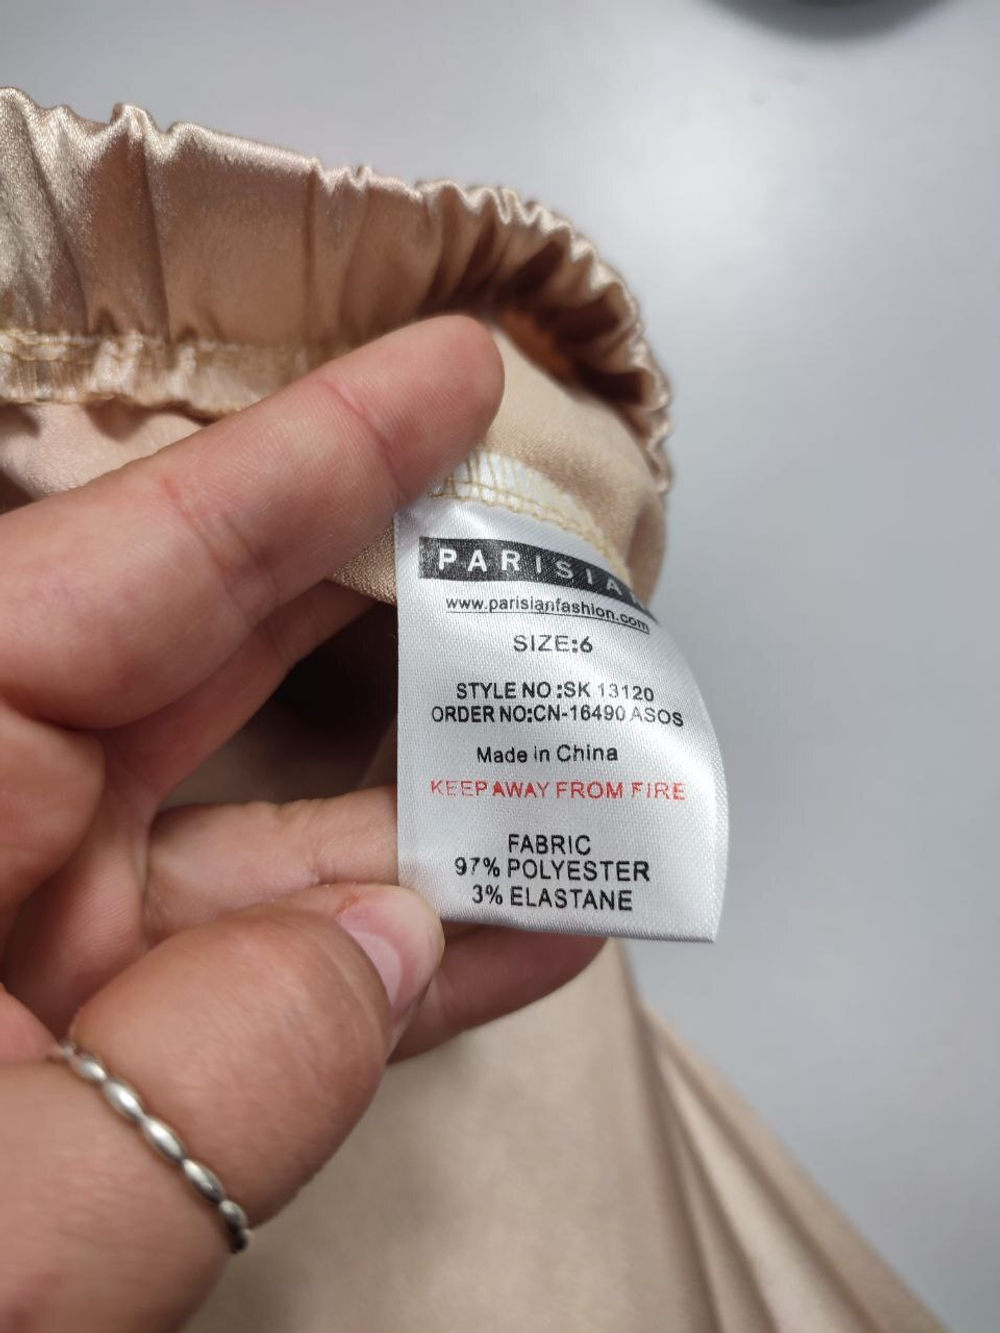 PARISIA
www.parisianfashion.com
SIZE:6
STYLE NO :SK 13120
ORDER NO:CN-16490 ASOS
Made in China
KEEP AWAY FROM FIRE
FABRIC
97% POLYESTER
3% ELASTANE